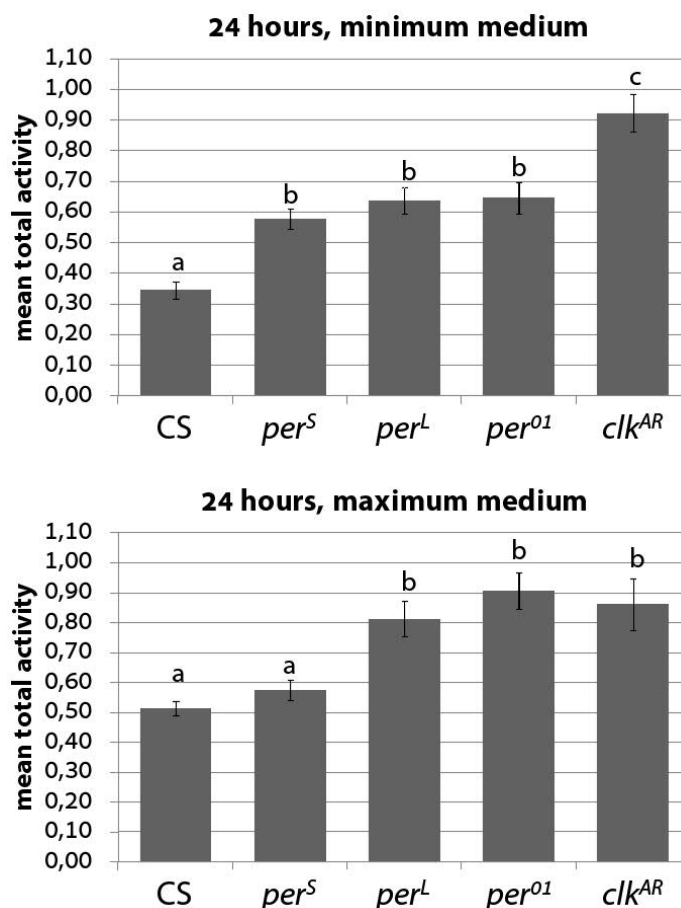 24 hours, minimum medium
mean total activity
1,10
1,00
0,90
0,80
0,70
0,60
0,50
0,40
0,30
0,20
0,10
0,00
a
b
b
b
c
CS perS perL per01 clkAR
24 hours, maximum medium
mean total activity
1,10
1,00
0,90
0,80
0,70
0,60
0,50
0,40
0,30
0,20
0,10
0,00
a
a
b
b
b
CS perS perL per01 clkAR